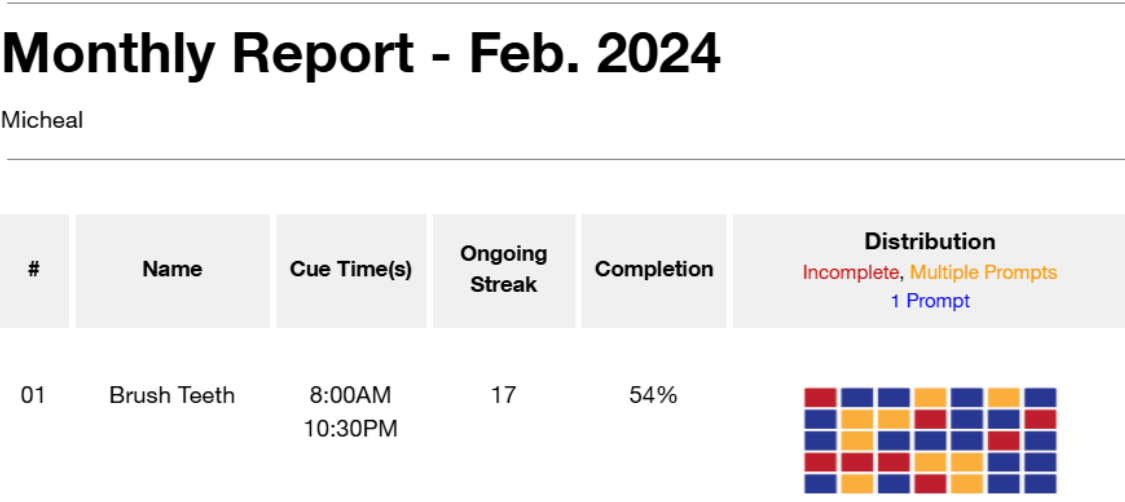 Monthly Report - Feb. 2024
Micheal
# Name Cue Time(s) Ongoing Streak Completion Distribution
Incomplete, Multiple Prompts
1 Prompt
01 Brush Teeth 8:00AM 17 54%
10:30PM